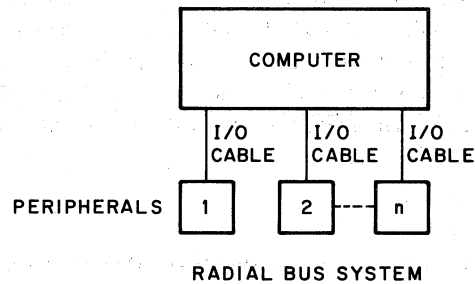 COMPUTER
I/O CABLE
I/O CABLE
I/O CABLE
PERIPHERALS 1 2 n
RADIAL BUS SYSTEM